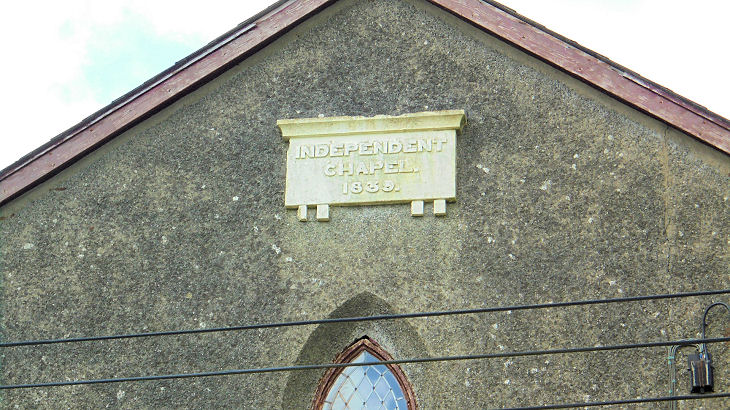 INDEPENDENT
CHAPEL.
1839.